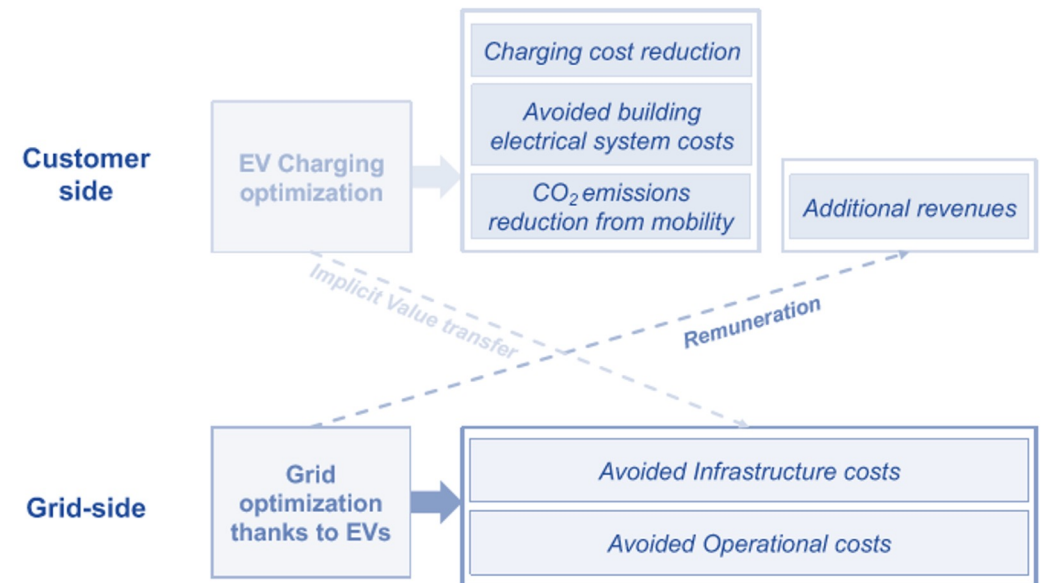 Customer
side
EV Charging
optimization
Charging cost reduction
Avoided building
electrical system costs
CO₂ emissions
reduction from mobility
Additional revenues
Implicit Value transfer
Remuneration
Grid-side
Grid
optimization
thanks to EVs
Avoided Infrastructure costs
Avoided Operational costs